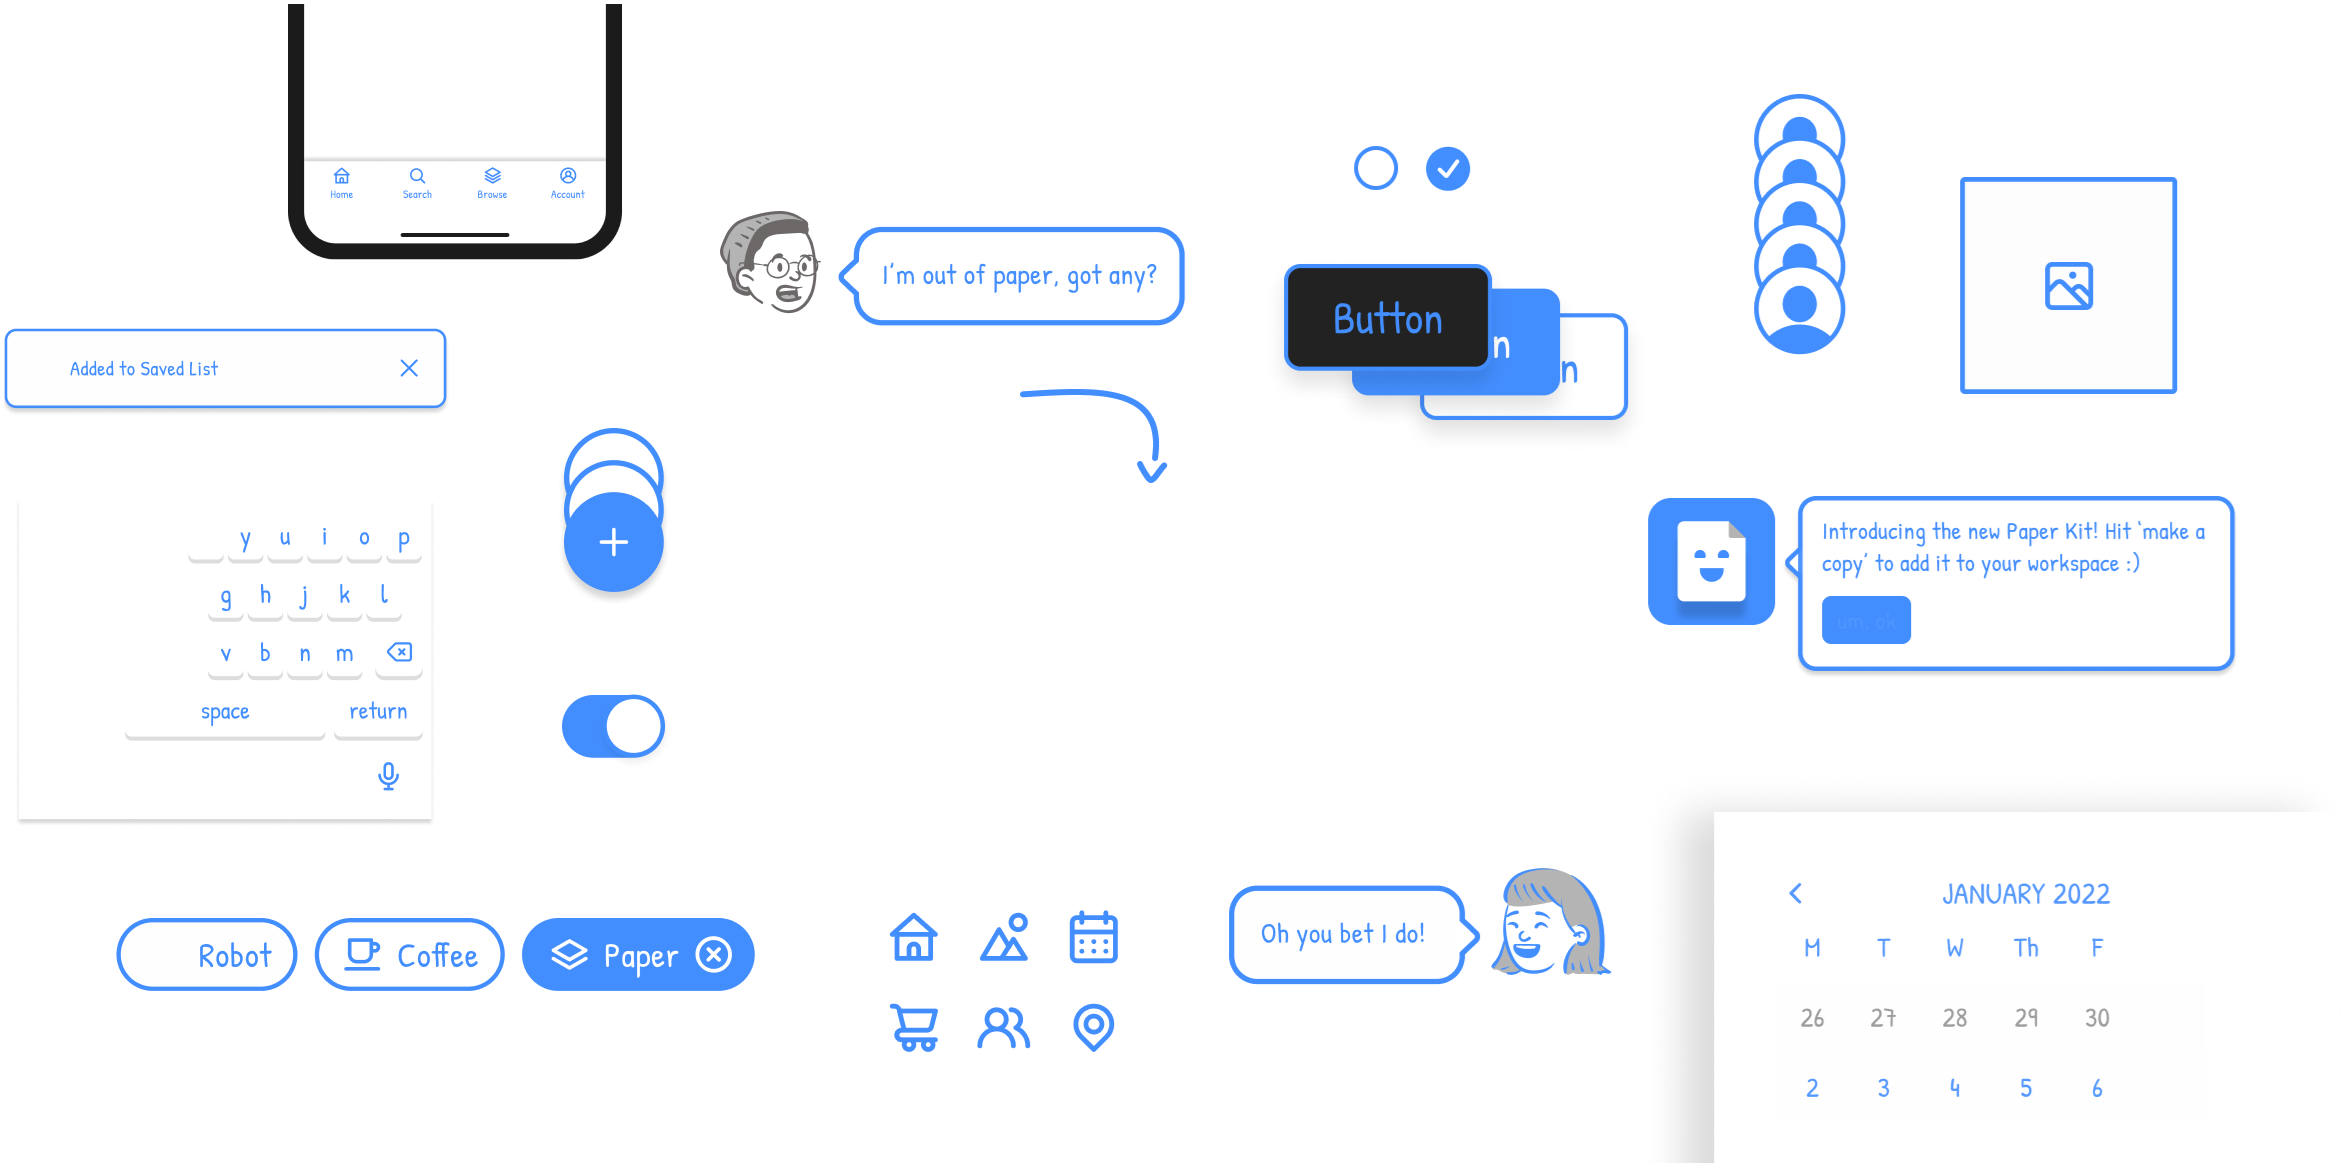 Home Search Browse Account
I'm out of paper, got any?
Button
n
n
Added to Saved List
y u i o p
g h j k l
v b n m
space return
Introducing the new Paper Kit! Hit 'make a
copy' to add it to your workspace :)
um, ok
Robot
Coffee
Paper
Oh you bet I do!
JANUARY 2022
M T W Th F
26 27 28 29 30
2 3 4 5 6